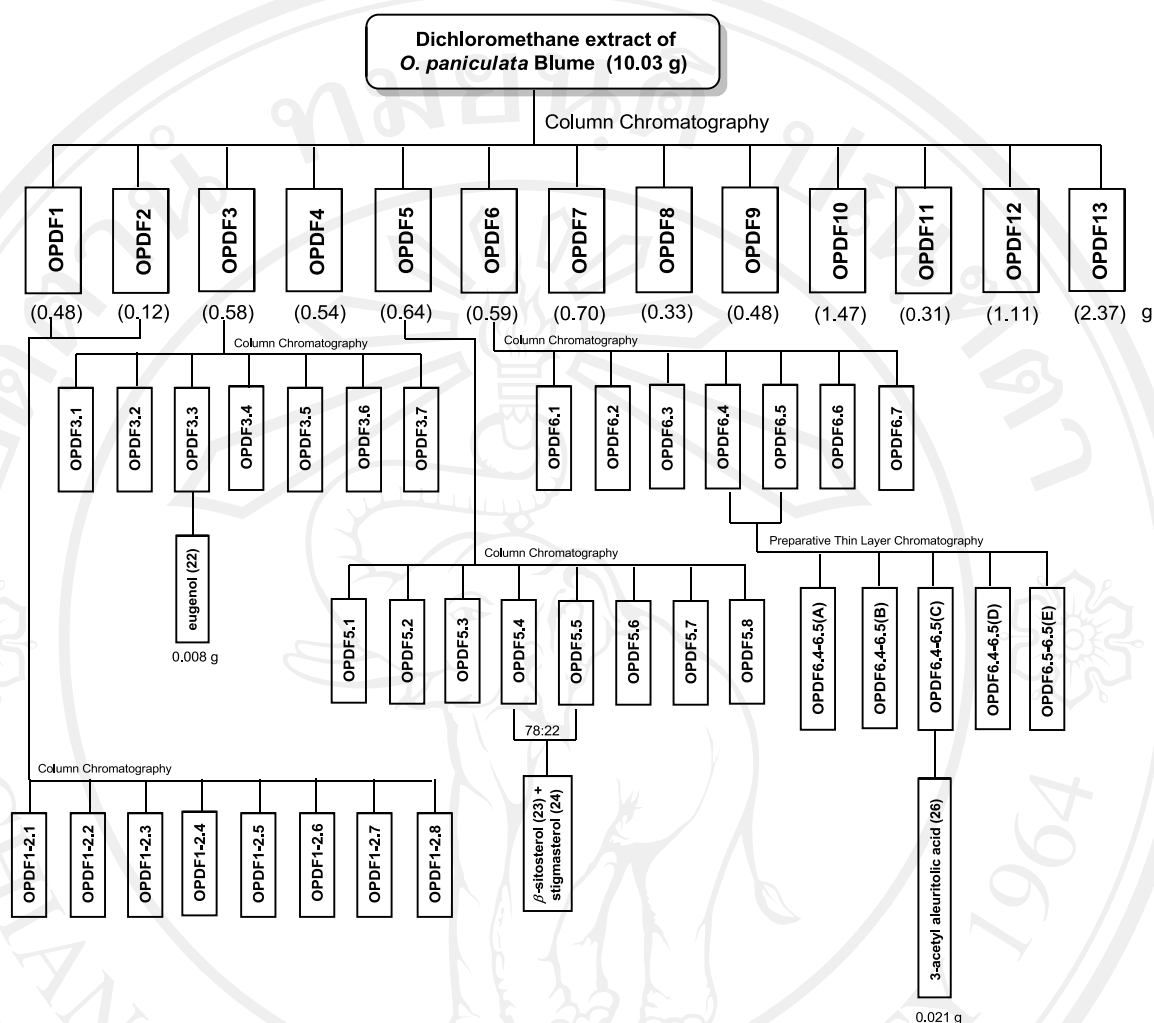 Dichloromethane extract of
O. paniculata Blume (10.03 g)
Column Chromatography
OPDF1
OPDF2
OPDF3
OPDF4
OPDF5
OPDF6
OPDF7
OPDF8
OPDF9
OPDF10
OPDF11
OPDF12
OPDF13
(0.48) (0.12) (0.58) (0.54) (0.64) (0.59) (0.70) (0.33) (0.48) (1.47) (0.31) (1.11) (2.37) g
Column Chromatography
Column Chromatography
OPDF3.1
OPDF3.2
OPDF3.3
OPDF3.4
OPDF3.5
OPDF3.6
OPDF3.7
OPDF6.1
OPDF6.2
OPDF6.3
OPDF6.4
OPDF6.5
OPDF6.6
OPDF6.7
eugenol (22)
0.008 g
Column Chromatography
Preparative Thin Layer Chromatography
OPDF5.1
OPDF5.2
OPDF5.3
OPDF5.4
OPDF5.5
OPDF5.6
OPDF5.7
OPDF5.8
OPDF6.4-6.5(A)
OPDF6.4-6.5(B)
OPDF6.4-6.5(C)
OPDF6.4-6.5(D)
OPDF6.5-6.5(E)
78:22
β-sitosterol (23) +
stigmasterol (24)
Column Chromatography
OPDF1-2.1
OPDF1-2.2
OPDF1-2.3
OPDF1-2.4
OPDF1-2.5
OPDF1-2.6
OPDF1-2.7
OPDF1-2.8
3-acetyl aleuritolic acid (26)
0.021 g
1964